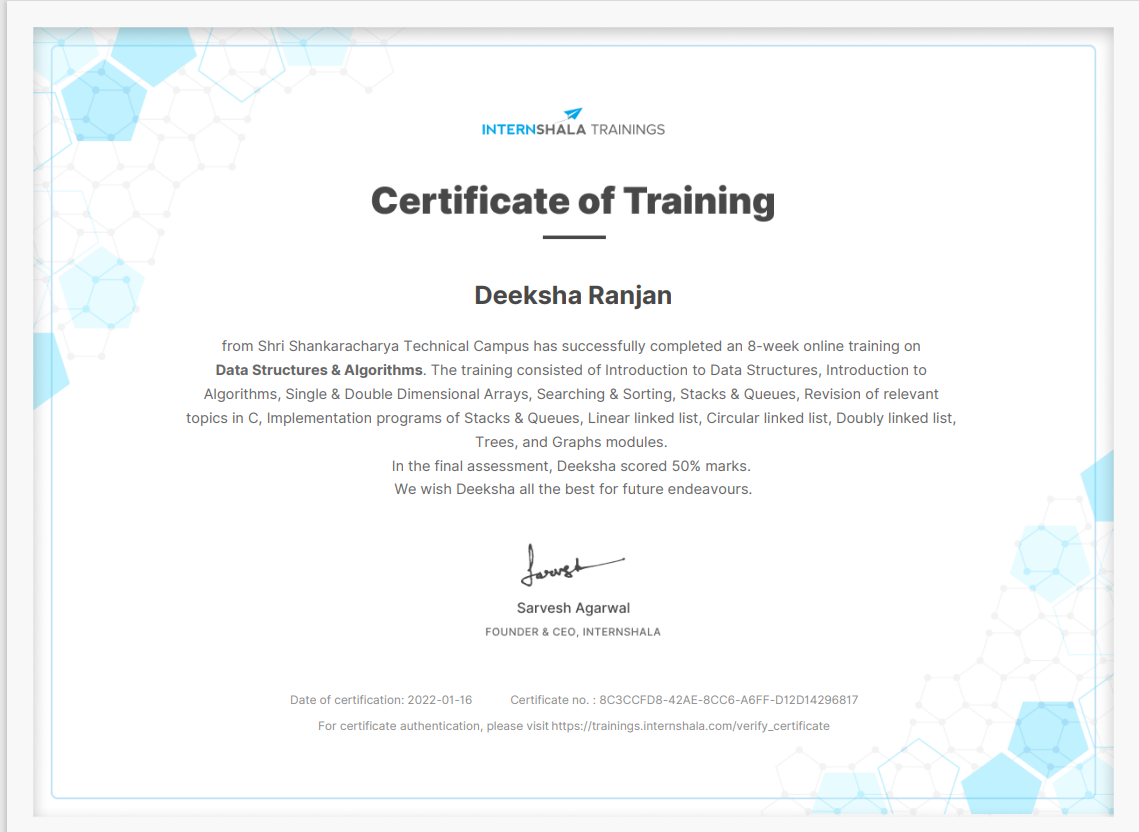 INTERNSHALA TRAININGS
Certificate of Training
Deeksha Ranjan
from Shri Shankaracharya Technical Campus has successfully completed an 8-week online training on
Data Structures & Algorithms. The training consisted of Introduction to Data Structures, Introduction to
Algorithms, Single & Double Dimensional Arrays, Searching & Sorting, Stacks & Queues, Revision of relevant
topics in C, Implementation programs of Stacks & Queues, Linear linked list, Circular linked list, Doubly linked list,
Trees, and Graphs modules.
In the final assessment, Deeksha scored 50% marks.
We wish Deeksha all the best for future endeavours.
Sarvesh
Sarvesh Agarwal
FOUNDER & CEO, INTERNSHALA
Date of certification: 2022-01-16 Certificate no. : 8C3CCFD8-42AE-8CC6-A6FF-D12D14296817
For certificate authentication, please visit https://trainings.internshala.com/verify_certificate